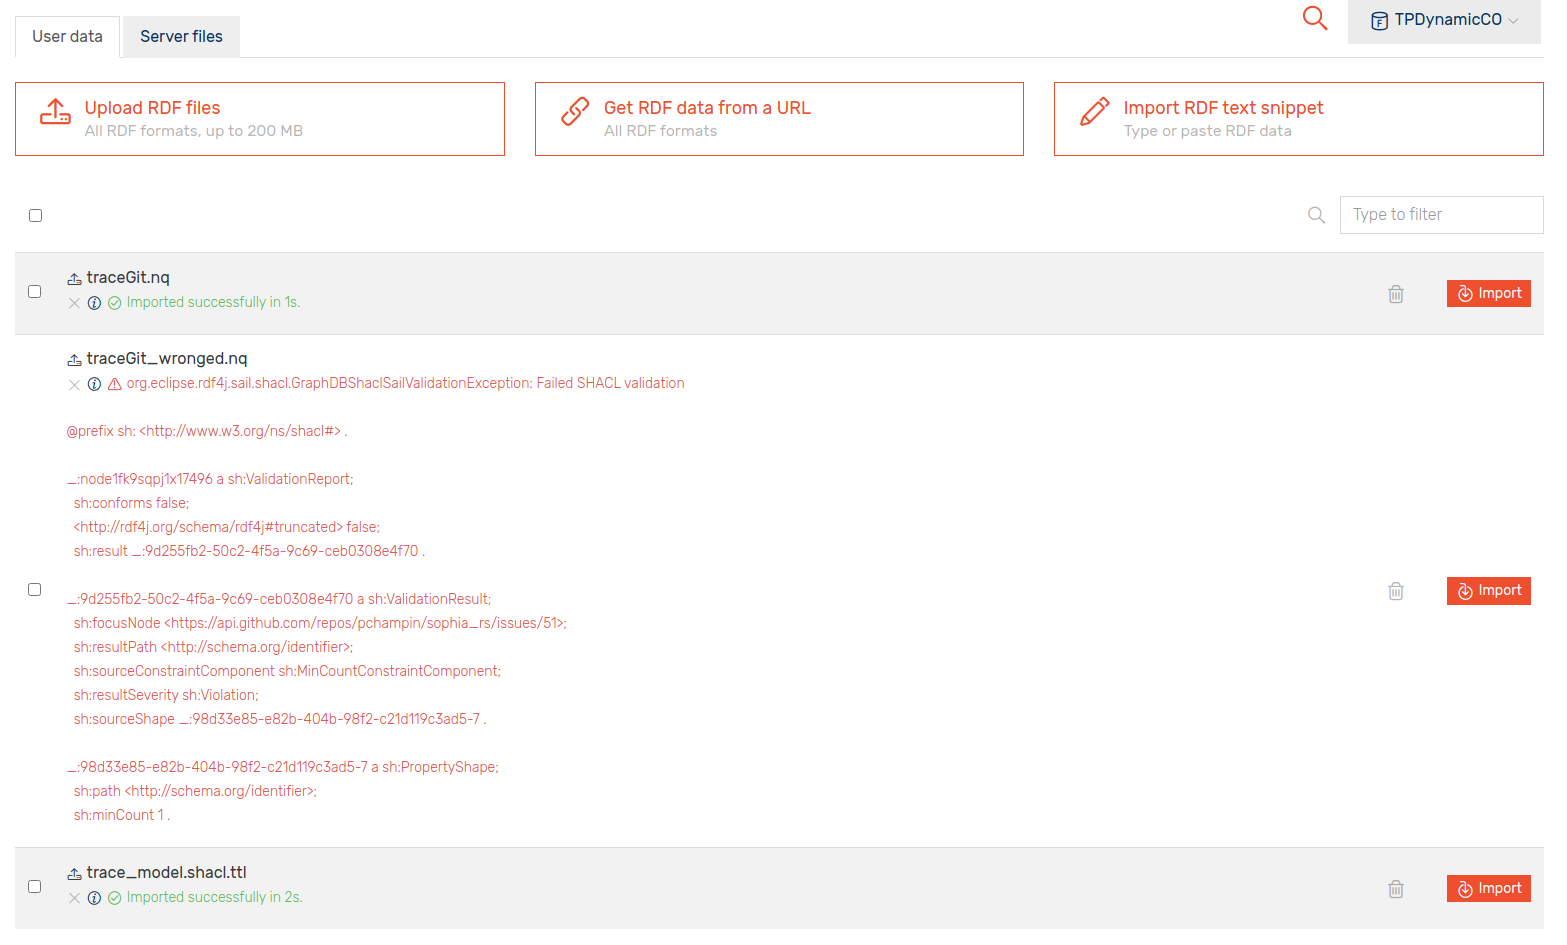 User data
Server files
TPDynamicCO
Upload RDF files
All RDF formats, up to 200 MB
Get RDF data from a URL
All RDF formats
Import RDF text snippet
Type or paste RDF data
Type to filter
traceGit.nq
Imported successfully in 1s.
Import
traceGit_wronged.nq
org.eclipse.rdf4j.sail.shacl.GraphDBShaclSailValidationException: Failed SHACL validation
@prefix sh: <http://www.w3.org/ns/shacl#> .
_:node1fk9sqpj1x17496 a sh:ValidationReport;
sh:conforms false;
<http://rdf4j.org/schema/rdf4j#truncated> false;
sh:result _:9d255fb2-50c2-4f5a-9c69-ceb0308e4f70 .
_:9d255fb2-50c2-4f5a-9c69-ceb0308e4f70 a sh:ValidationResult;
sh:focusNode <https://api.github.com/repos/pchampin/sophia_rs/issues/51>;
sh:resultPath <http://schema.org/identifier>;
sh:sourceConstraintComponent sh:MinCountConstraintComponent;
sh:resultSeverity sh:Violation;
sh:sourceShape _:98d33e85-e82b-404b-98f2-c21d119c3ad5-7 .
_:98d33e85-e82b-404b-98f2-c21d119c3ad5-7 a sh:PropertyShape;
sh:path <http://schema.org/identifier>;
sh:minCount 1 .
Import
trace_model.shacl.ttl
Imported successfully in 2s.
Import